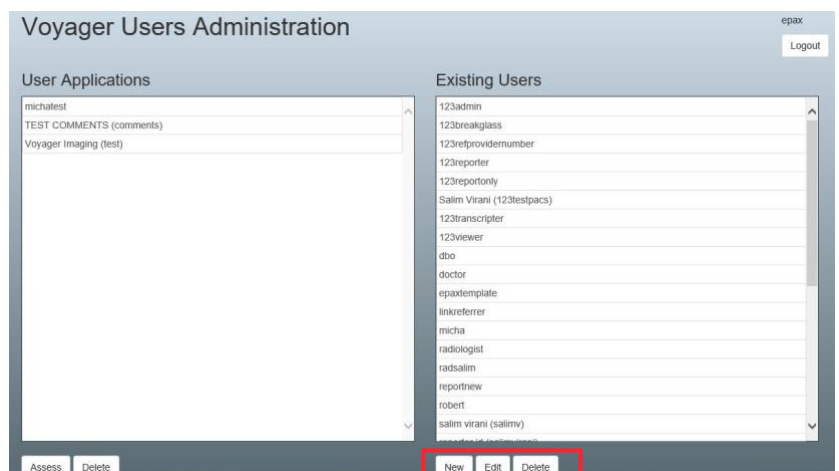 Voyager Users Administration
epax
Logout
User Applications
michatest
TEST COMMENTS (comments)
Voyager Imaging (test)
Assess
Delete
Existing Users
123admin
123breakglass
123refprovidernumber
123reporter
123reportonly
Salim Virani (123testpacs)
123transcripter
123viewer
dbo
doctor
epaxtemplate
linkreferrer
micha
radiologist
radsalim
reportnew
robert
salim virani (salimv)
New
Edit
Delete